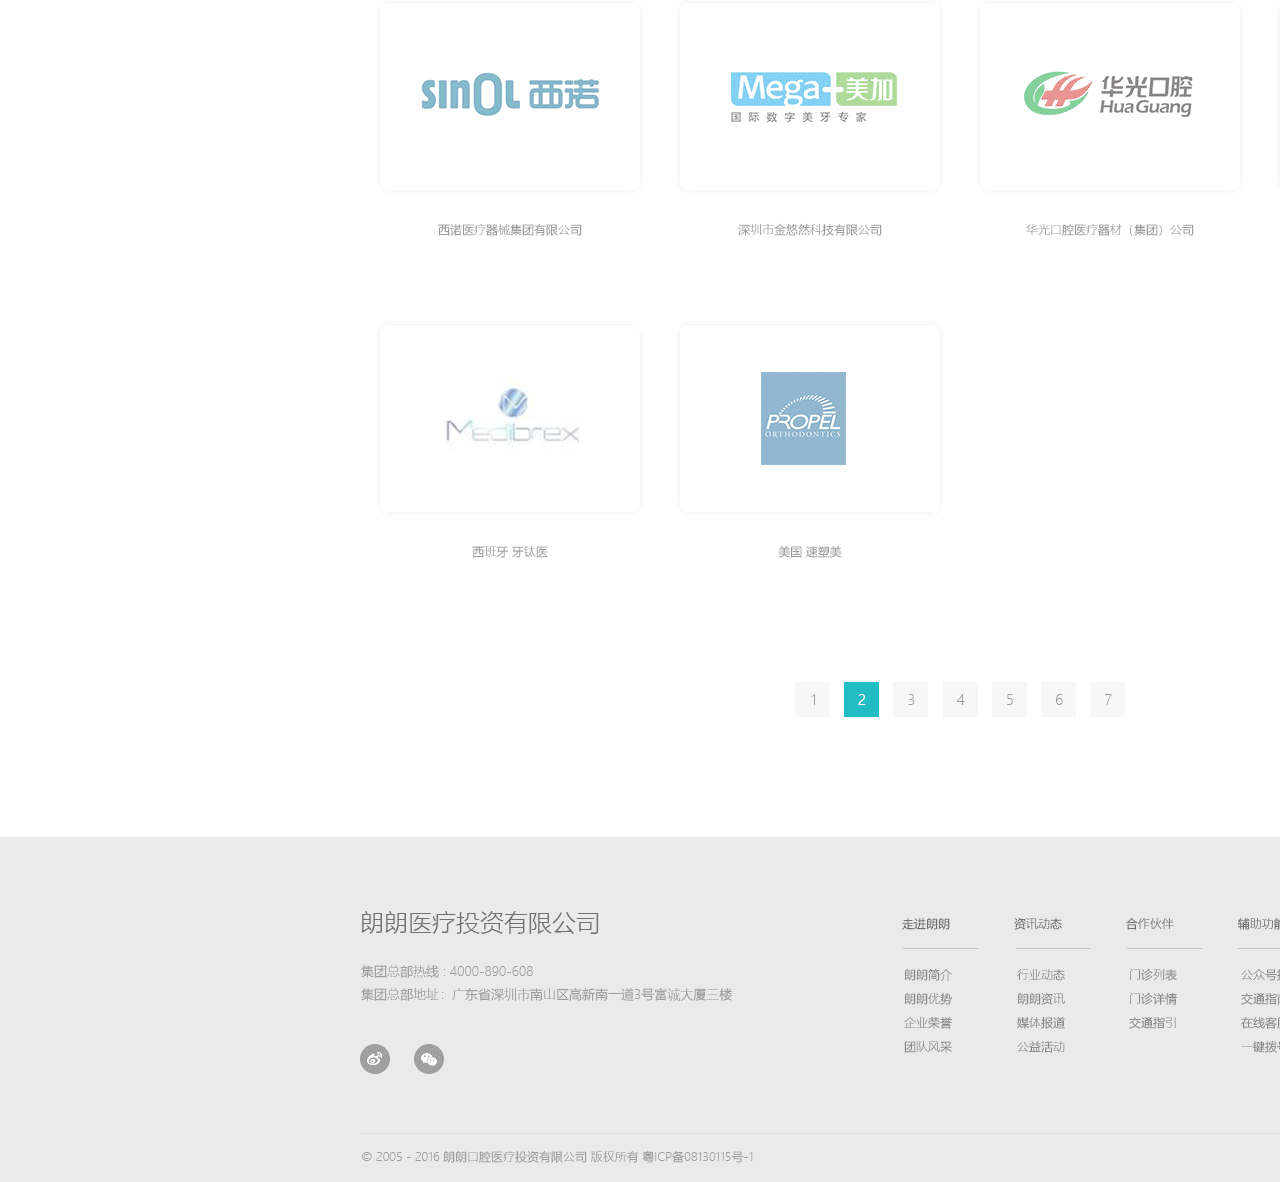 SINOL 西诺
Mega+美加
国际数字美牙专家
华光口腔
HuaGuang
西诺医疗器械集团有限公司
深圳市金悠然科技有限公司
华光口腔医疗器材（集团）公司
Medibrex
PROPEL
ORTHODONTICS
西班牙 牙钛医
美国 速塑美
1 2 3 4 5 6 7
朗朗医疗投资有限公司
集团总部热线 : 4000-890-608
集团总部地址 : 广东省深圳市南山区高新南一道3号富诚大厦三楼
走进朗朗
朗朗简介
朗朗优势
企业荣誉
团队风采
资讯动态
行业动态
朗朗资讯
媒体报道
公益活动
合作伙伴
门诊列表
门诊详情
交通指引
辅助功能
公众号
交通指
在线客
一键拨
© 2005 - 2016 朗朗口腔医疗投资有限公司 版权所有 粤ICP备08130115号-1